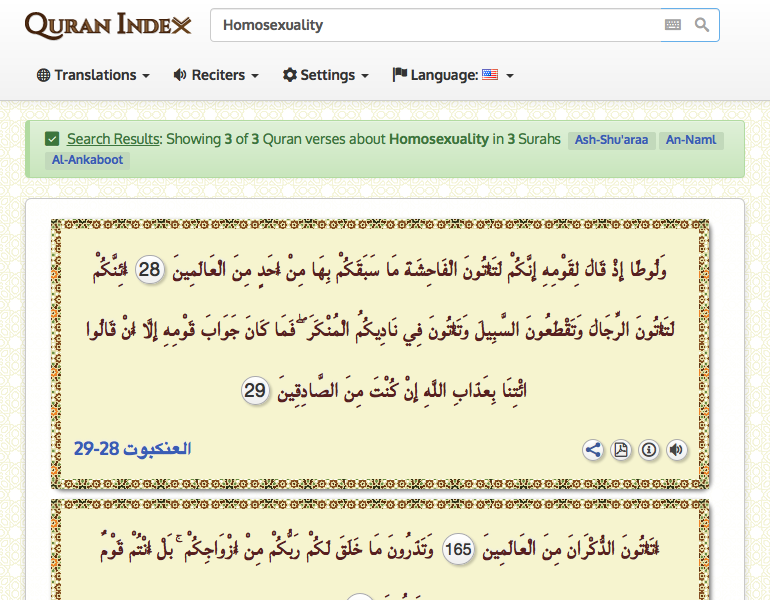 QURAN INDEX
Homosexuality
Translations Reciters Settings Language:
Search Results: Showing 3 of 3 Quran verses about Homosexuality in 3 Surahs Ash-Shu'araa An-Naml
Al-Ankaboot
وَلُوطًا إِذْ قَالَ لِقَوْمِهِ إِنَّكُمْ لَتَأْتُونَ الْفَاحِشَةَ مَا سَبَقَكُمْ بِهَا مِنْ أَحَدٍ مِنَ الْعَالَمِينَ 28 أَئِنَّكُمْ
لَتَأْتُونَ الرِّجَالَ وَتَقْطَعُونَ السَّبِيلَ وَتَأْتُونَ فِي نَادِيكُمُ الْمُنْكَرَ ۖ فَمَا كَانَ جَوَابَ قَوْمِهِ إِلَّا أَنْ قَالُوا
ائْتِنَا بِعَذَابِ اللَّهِ إِنْ كُنْتَ مِنَ الصَّادِقِينَ 29
العنكبوت 28-29
أَتَأْتُونَ الذُّكْرَانَ مِنَ الْعَالَمِينَ 165 وَتَذَرُونَ مَا خَلَقَ لَكُمْ رَبُّكُمْ مِنْ أَزْوَاجِكُمْ ۚ بَلْ أَنْتُمْ قَوْمٌ